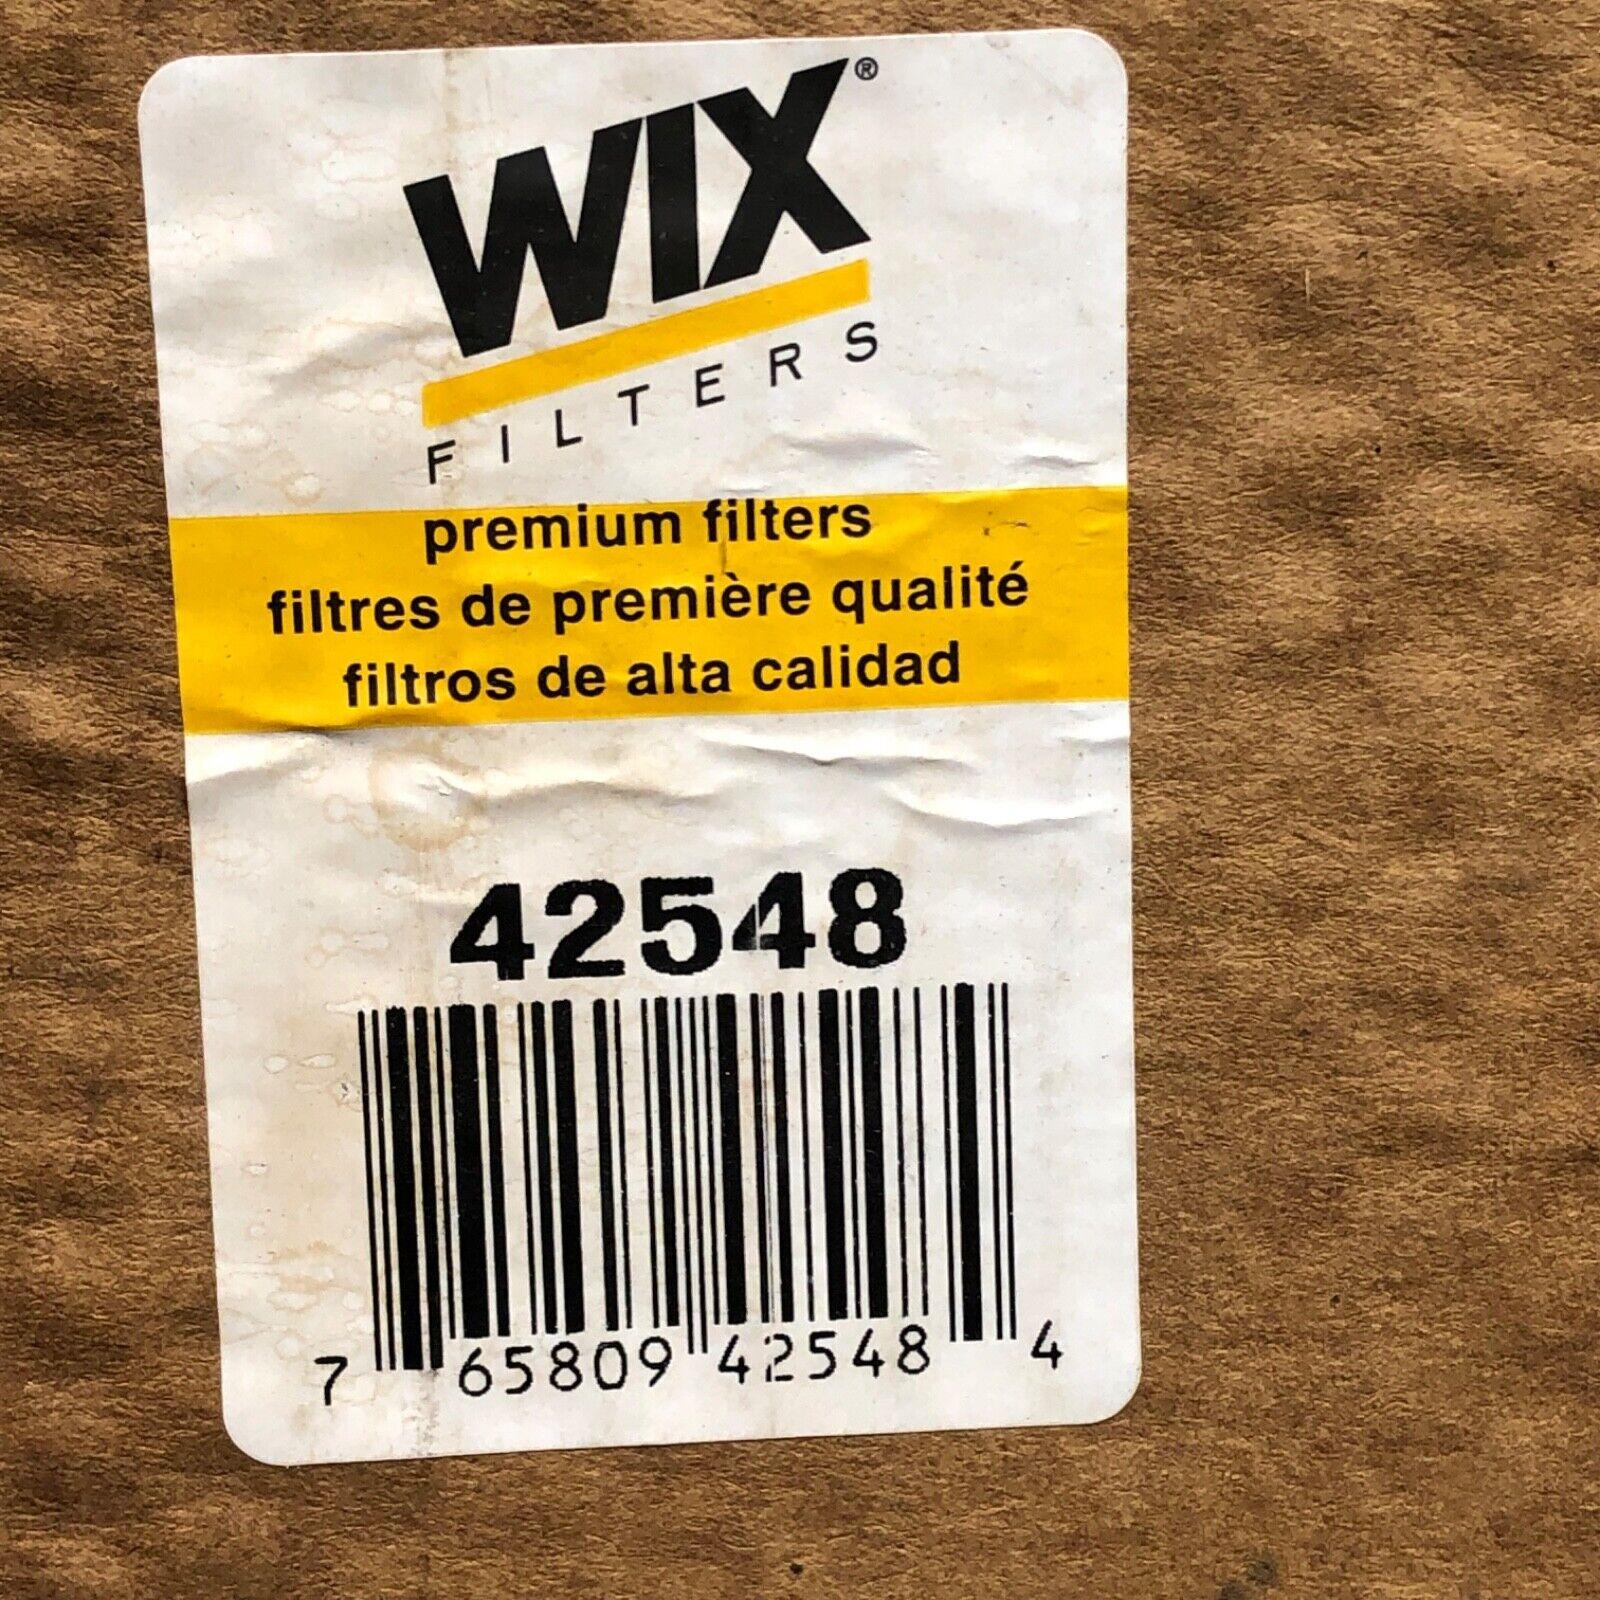 WIX®
FILTERS
premium filters
filtres de première qualité
filtros de alta calidad
42548
7 65809 42548 4